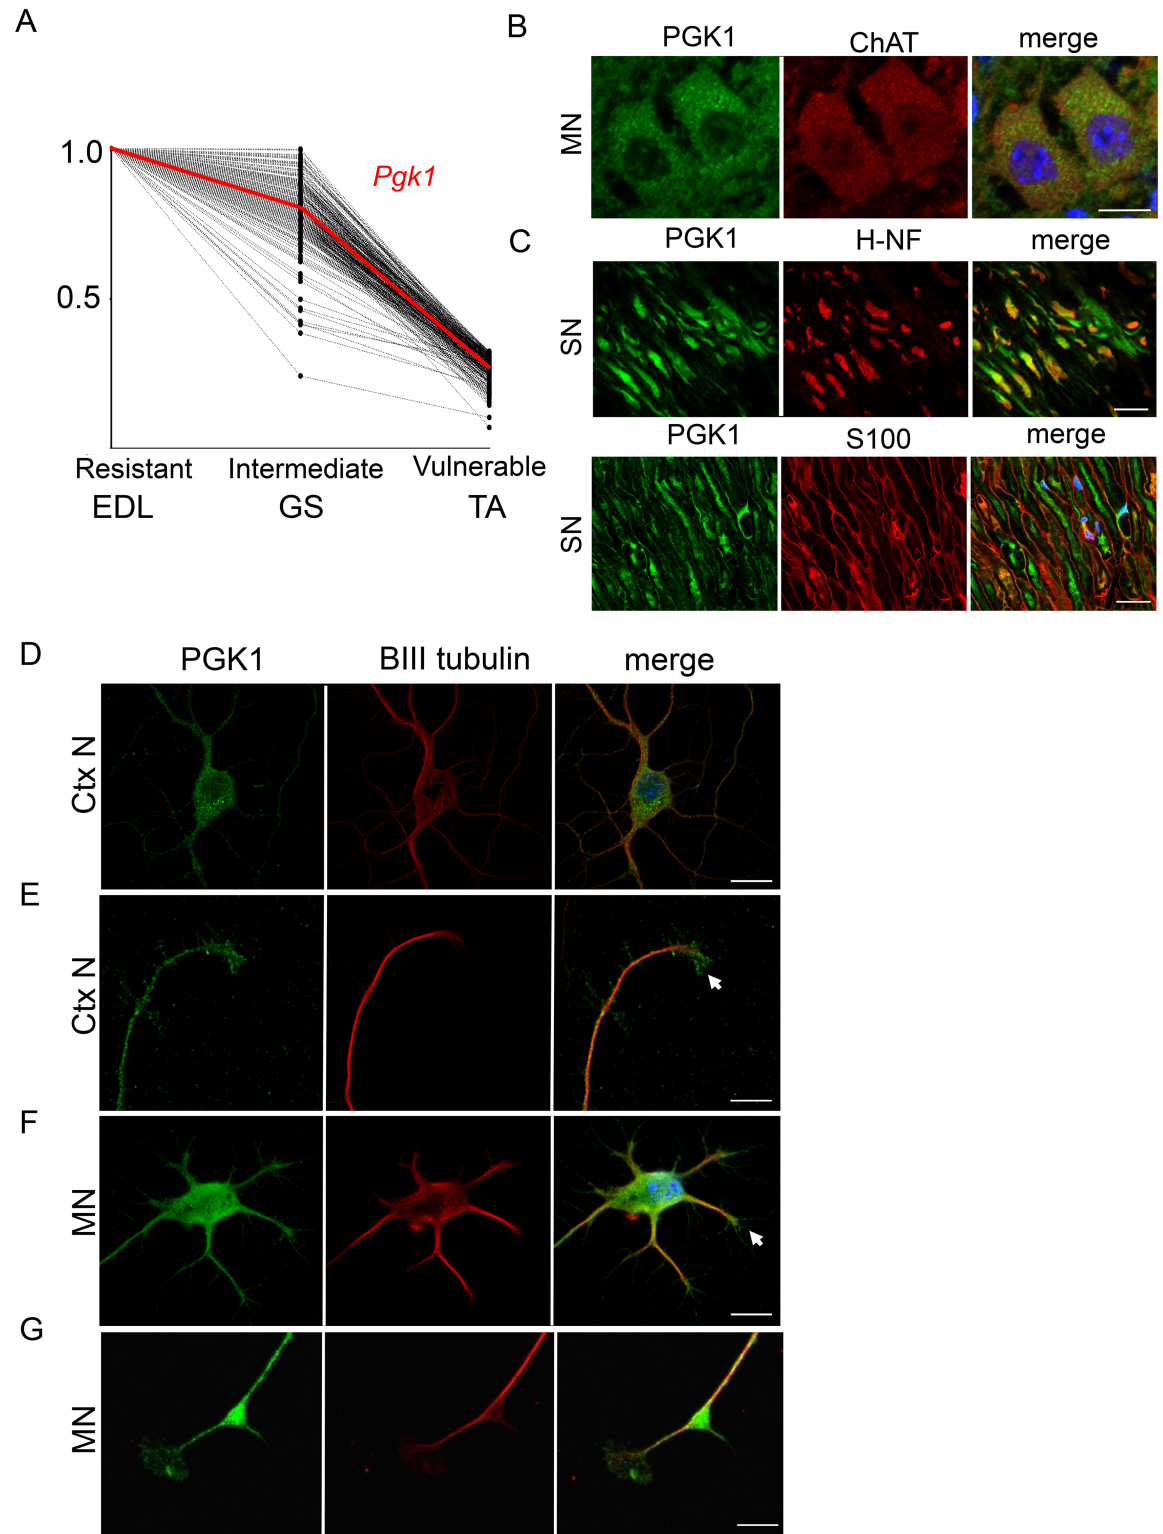 A
1.0
0.5
Pgk1
Resistant Intermediate Vulnerable
EDL GS TA
B
PGK1 ChAT merge
MN
C
PGK1 H-NF merge
SN
PGK1 S100 merge
SN
D
PGK1 BIII tubulin merge
Ctx N
E
Ctx N
F
MN
G
MN